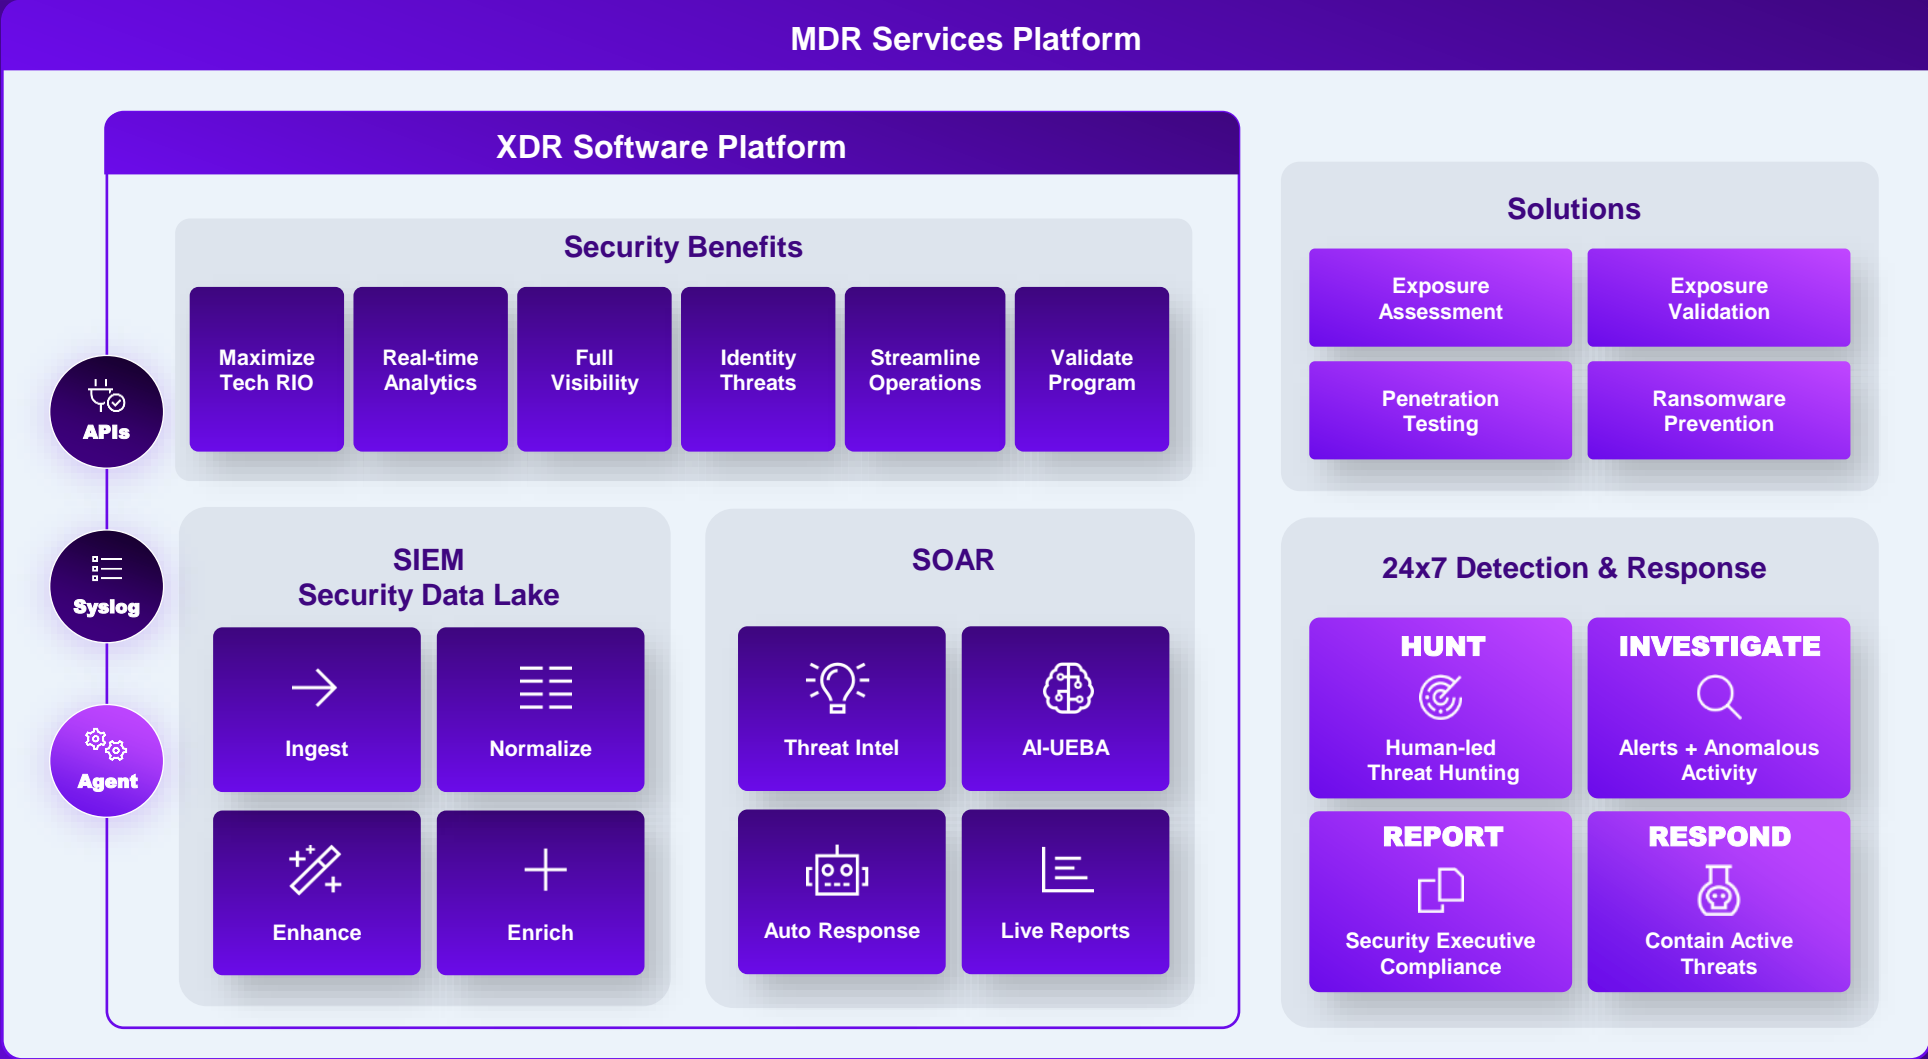 MDR Services Platform
XDR Software Platform
Security Benefits
Maximize
Tech RIO
Real-time
Analytics
Full
Visibility
Identity
Threats
Streamline
Operations
Validate
Program
APIs
Syslog
Agent
SIEM
Security Data Lake
Ingest
Normalize
Enhance
Enrich
SOAR
Threat Intel
AI-UEBA
Auto Response
Live Reports
Solutions
Exposure
Assessment
Exposure
Validation
Penetration
Testing
Ransomware
Prevention
24x7 Detection & Response
HUNT
Human-led
Threat Hunting
INVESTIGATE
Alerts + Anomalous
Activity
REPORT
Security Executive
Compliance
RESPOND
Contain Active
Threats